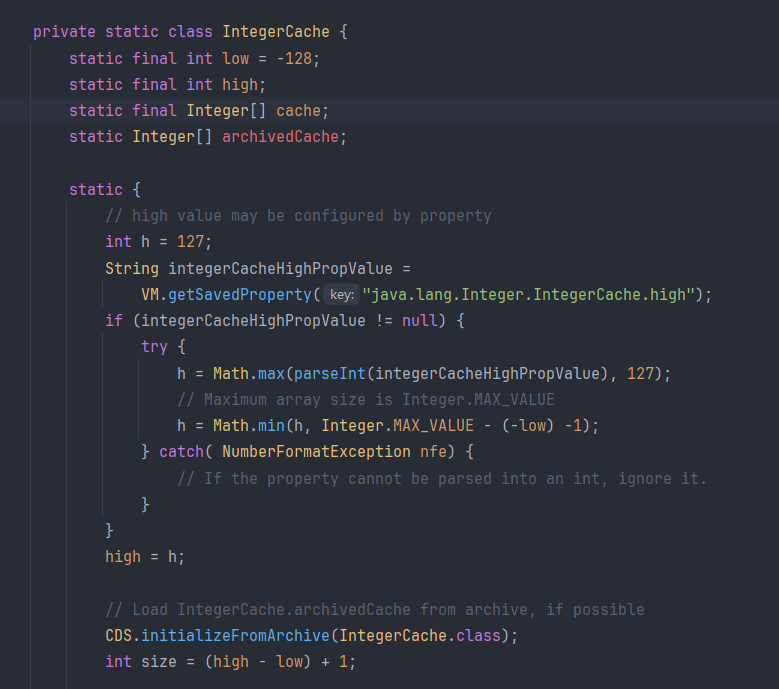 private static class IntegerCache {
    static final int low = -128;
    static final int high;
    static final Integer[] cache;
    static Integer[] archivedCache;

    static {
        // high value may be configured by property
        int h = 127;
        String integerCacheHighPropValue =
            VM.getSavedProperty( key: "java.lang.Integer.IntegerCache.high");
        if (integerCacheHighPropValue != null) {
            try {
                h = Math.max(parseInt(integerCacheHighPropValue), 127);
                // Maximum array size is Integer.MAX_VALUE
                h = Math.min(h, Integer.MAX_VALUE - (-low) -1);
            } catch( NumberFormatException nfe) {
                // If the property cannot be parsed into an int, ignore it.
            }
        }
        high = h;

        // Load IntegerCache.archivedCache from archive, if possible
        CDS.initializeFromArchive(IntegerCache.class);
        int size = (high - low) + 1;